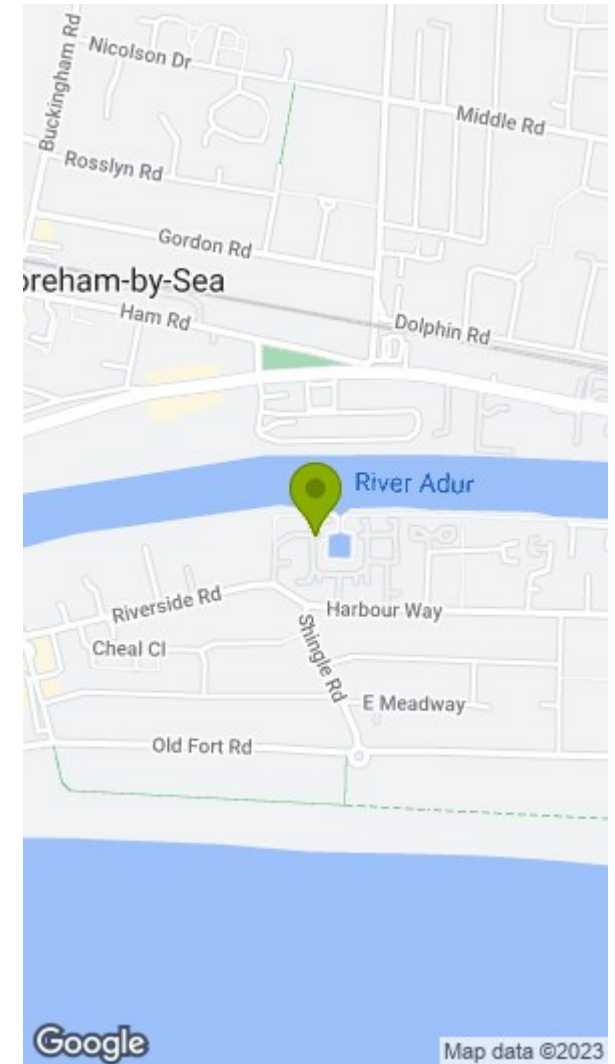 Nicolson Dr
Buckingham Rd
Middle Rd
Rosslyn Rd
Gordon Rd
oreham-by-Sea
Ham Rd
Dolphin Rd
River Adur
Riverside Rd
Harbour Way
Cheal Cl
Shingle Rd
E Meadway
Old Fort Rd
Google
Map data ©2023